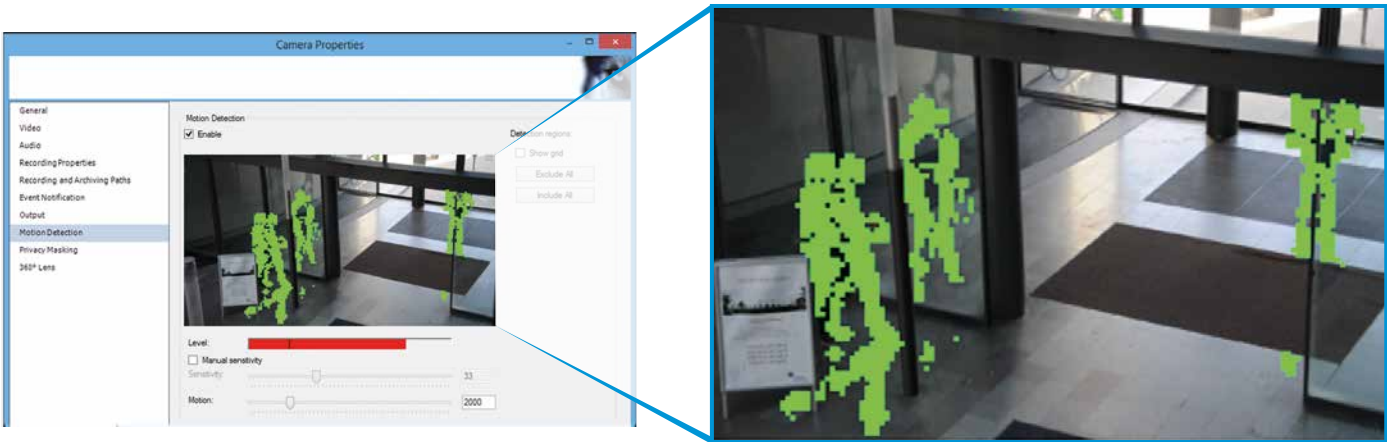 Camera Properties
General
Video
Audio
Recording Properties
Recording and Archiving Paths
Event Notification
Output
Motion Detection
Privacy Masking
360° Lens
Motion Detection
Enable
Detection regions
Show grid
Exclude All
Include All
Level:
Manual sensitivity
Sensitivity:
33
Motion:
2000